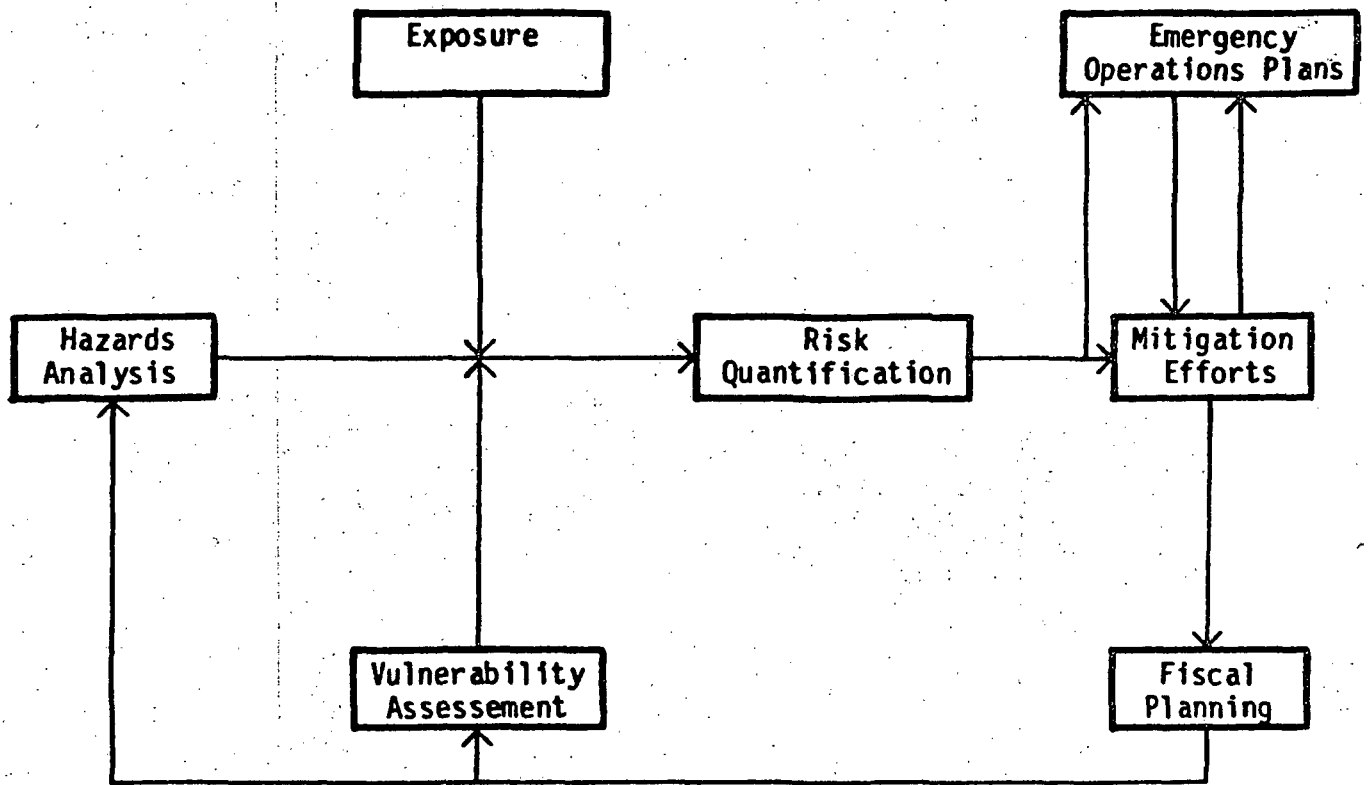 Exposure
Emergency
Operations Plans
Hazards
Analysis
Risk
Quantification
Mitigation
Efforts
Vulnerability
Assessement
Fiscal
Planning